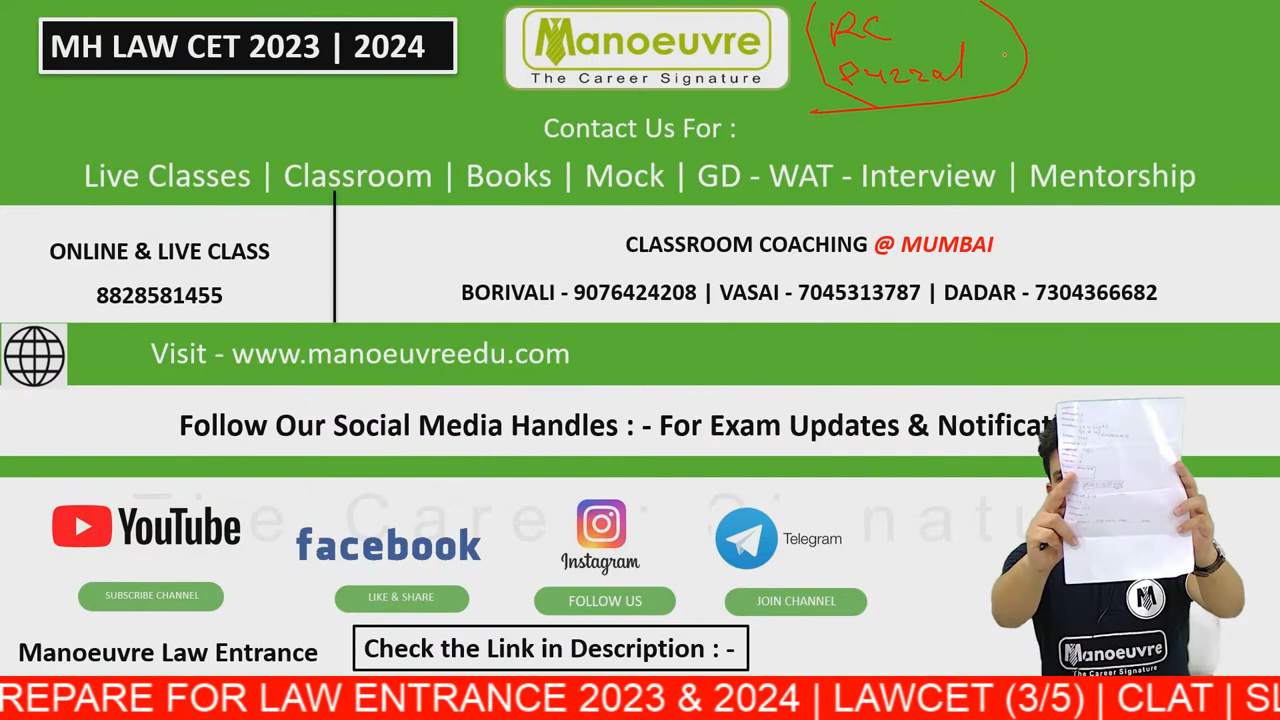 MH LAW CET 2023 | 2024
Manoeuvre
The Career Signature
RC
Puzzal
Contact Us For :
Live Classes | Classroom | Books | Mock | GD - WAT - Interview | Mentorship
ONLINE & LIVE CLASS
8828581455
CLASSROOM COACHING @ MUMBAI
BORIVALI - 9076424208 | VASAI - 7045313787 | DADAR - 7304366682
Visit - www.manoeuvreedu.com
Follow Our Social Media Handles : - For Exam Updates & Notificat
YouTube
facebook
Instagram
Telegram
SUBSCRIBE CHANNEL
LIKE & SHARE
FOLLOW US
JOIN CHANNEL
Manoeuvre Law Entrance
Check the Link in Description : -
Manoeuvre
The Career Signature
REPARE FOR LAW ENTRANCE 2023 & 2024 | LAWCET (3/5) | CLAT | SL